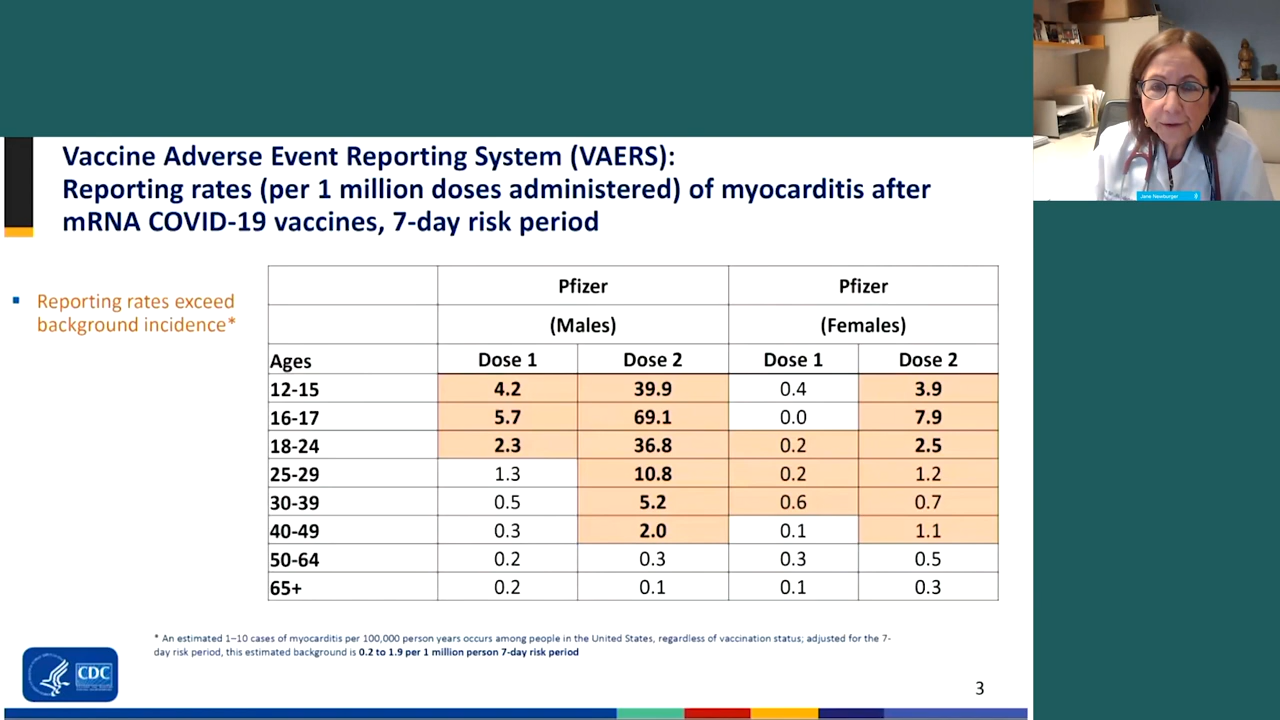 Vaccine Adverse Event Reporting System (VAERS):
Reporting rates (per 1 million doses administered) of myocarditis after
mRNA COVID-19 vaccines, 7-day risk period
Reporting rates exceed
background incidence*
Pfizer Pfizer
(Males) (Females)
Ages Dose 1 Dose 2 Dose 1 Dose 2
12-15 4.2 39.9 0.4 3.9
16-17 5.7 69.1 0.0 7.9
18-24 2.3 36.8 0.2 2.5
25-29 1.3 10.8 0.2 1.2
30-39 0.5 5.2 0.6 0.7
40-49 0.3 2.0 0.1 1.1
50-64 0.2 0.3 0.3 0.5
65+ 0.2 0.1 0.1 0.3
* An estimated 1–10 cases of myocarditis per 100,000 person years occurs among people in the United States, regardless of vaccination status; adjusted for the 7-
day risk period, this estimated background is 0.2 to 1.9 per 1 million person 7-day risk period
CDC
3
Jane Newburger